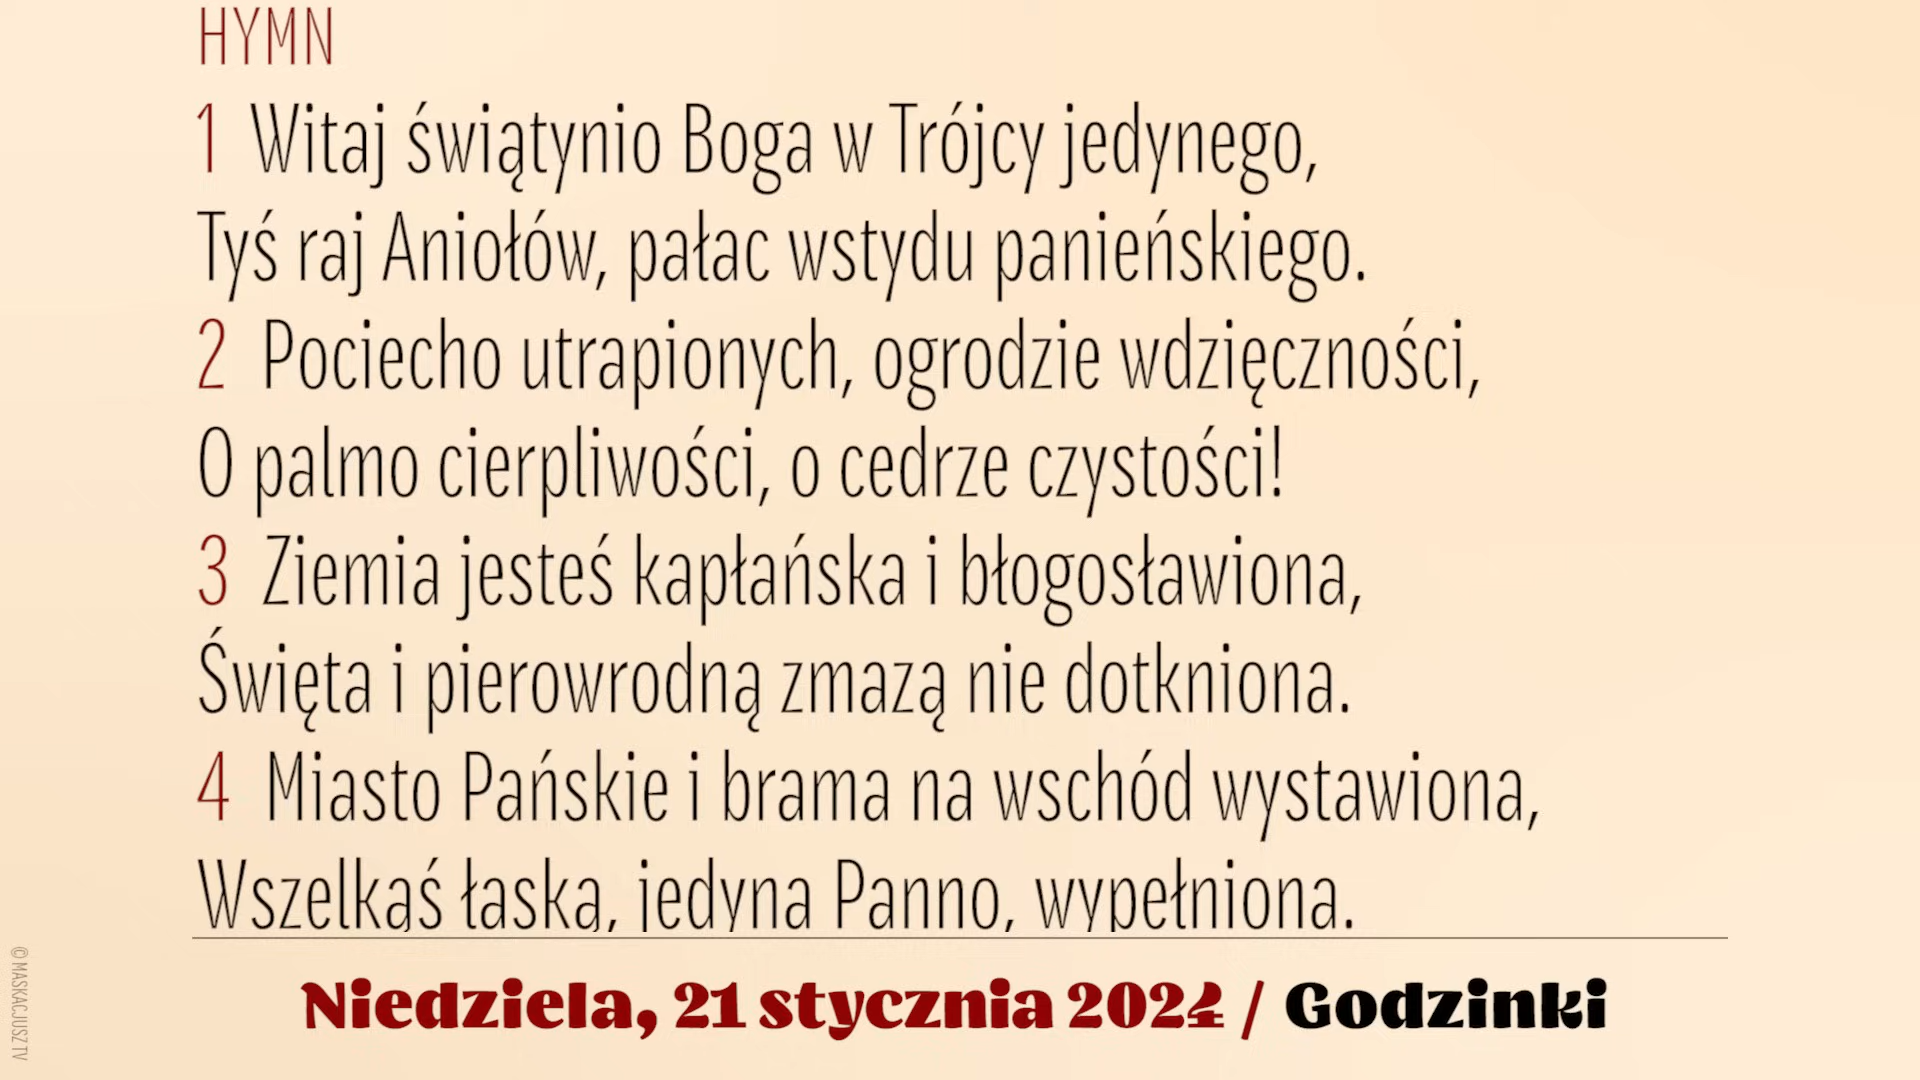 HYMN
1 Witaj świątynio Boga w Trójcy jedynego,
Tyś raj Aniołów, pałac wstydu panieńskiego.
2 Pociecho utrapionych, ogrodzie wdzięczności,
O palmo cierpliwości, o cedrze czystości!
3 Ziemia jesteś kapłańska i błogosławiona,
Święta i pierowrodną zmazą nie dotkniona.
4 Miasto Pańskie i brama na wschód wystawiona,
Wszelkąś łaską, jedyna Panno, wypełniona.
Niedziela, 21 stycznia 2024 / Godzinki
© MASKACJUSZ TV